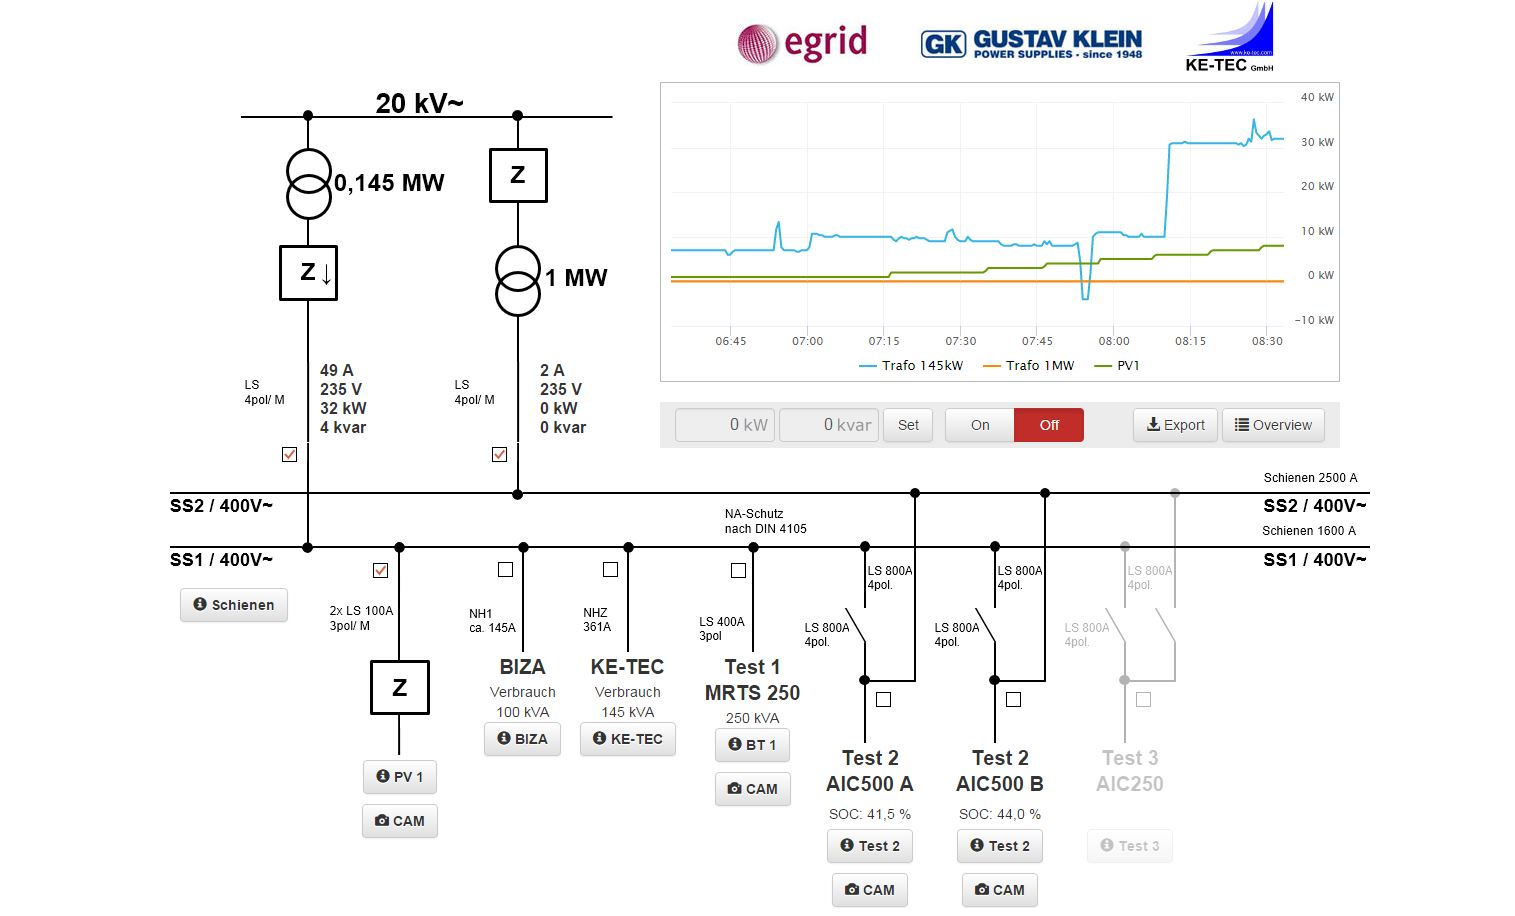 egrid
GK GUSTAV KLEIN
POWER SUPPLIES - since 1948
www.ke-tec.com
KE-TEC GmbH
20 kV~
0,145 MW
Z
Z↓
1 MW
40 kW
30 kW
20 kW
10 kW
0 kW
−10 kW
06:45 07:00 07:15 07:30 07:45 08:00 08:15 08:30
Trafo 145kW Trafo 1MW PV1
LS
4pol/ M
49 A
235 V
32 kW
4 kvar
LS
4pol/ M
2 A
235 V
0 kW
0 kvar
0 kW 0 kvar Set On Off Export Overview
Schienen 2500 A
SS2 / 400V~ SS2 / 400V~
NA-Schutz
nach DIN 4105
Schienen 1600 A
SS1 / 400V~ SS1 / 400V~
Schienen
2x LS 100A
3pol/ M
Z
PV 1
CAM
NH1
ca. 145A
BIZA
Verbrauch
100 kVA
BIZA
NHZ
361A
KE-TEC
Verbrauch
145 kVA
KE-TEC
LS 400A
3pol
Test 1
MRTS 250
250 kVA
BT 1
CAM
LS 800A
4pol.
LS 800A
4pol.
Test 2
AIC500 A
SOC: 41,5 %
Test 2
CAM
LS 800A
4pol.
LS 800A
4pol.
Test 2
AIC500 B
SOC: 44,0 %
Test 2
CAM
LS 800A
4pol.
LS 800A
4pol.
Test 3
AIC250
Test 3